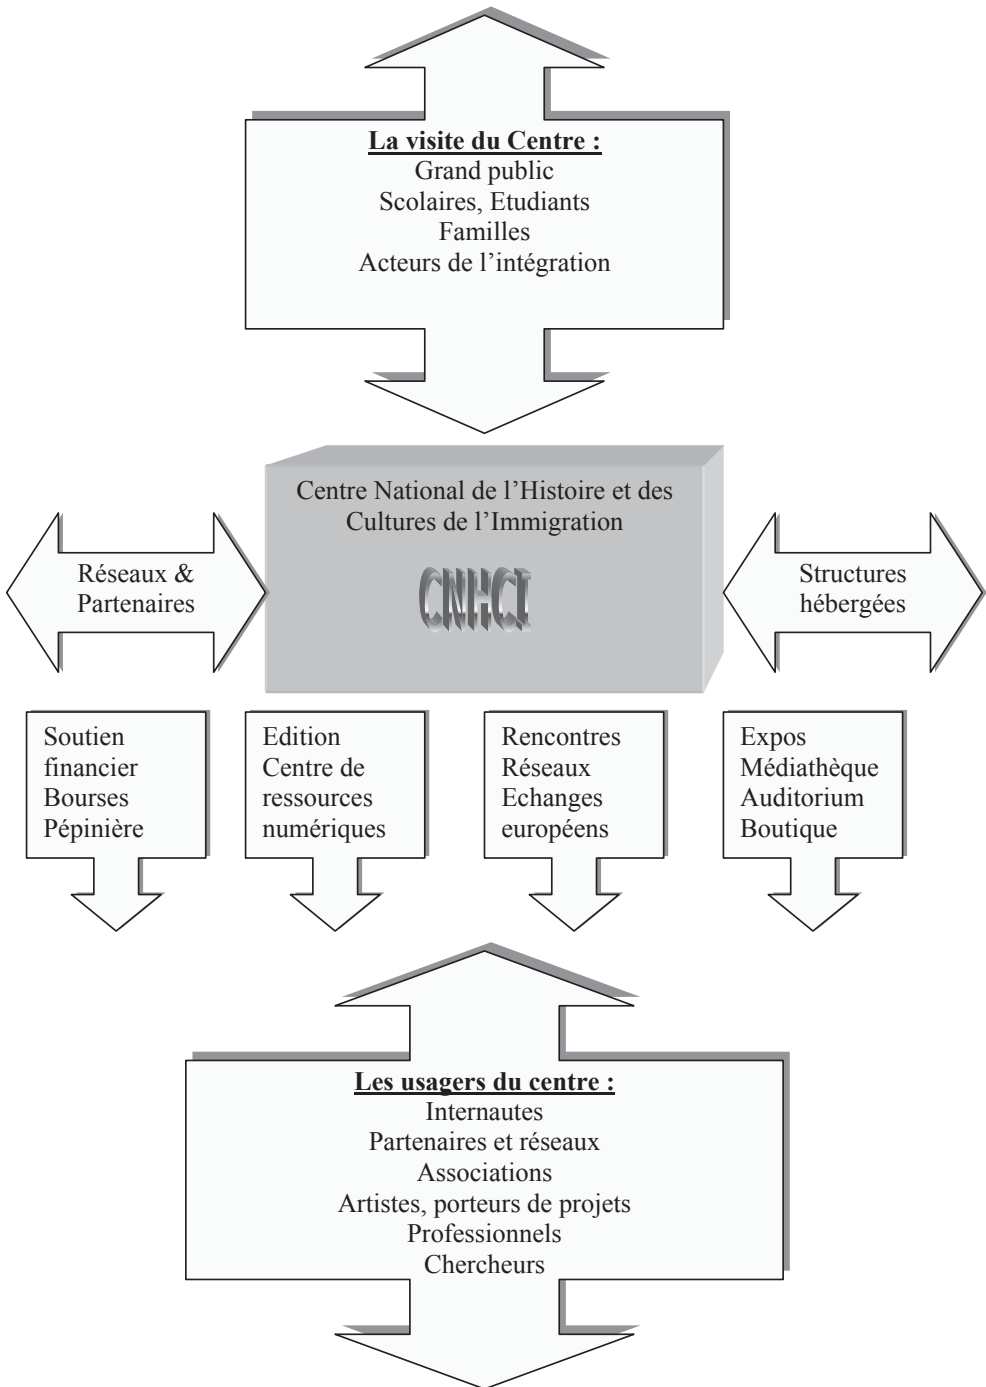 La visite du Centre :
Grand public
Scolaires, Etudiants
Familles
Acteurs de l’intégration
Centre National de l’Histoire et des
Cultures de l’Immigration
CNHCI
Réseaux &
Partenaires
Structures
hébergées
Soutien
financier
Bourses
Pépinière
Edition
Centre de
ressources
numériques
Rencontres
Réseaux
Echanges
européens
Expos
Médiathèque
Auditorium
Boutique
Les usagers du centre :
Internautes
Partenaires et réseaux
Associations
Artistes, porteurs de projets
Professionnels
Chercheurs